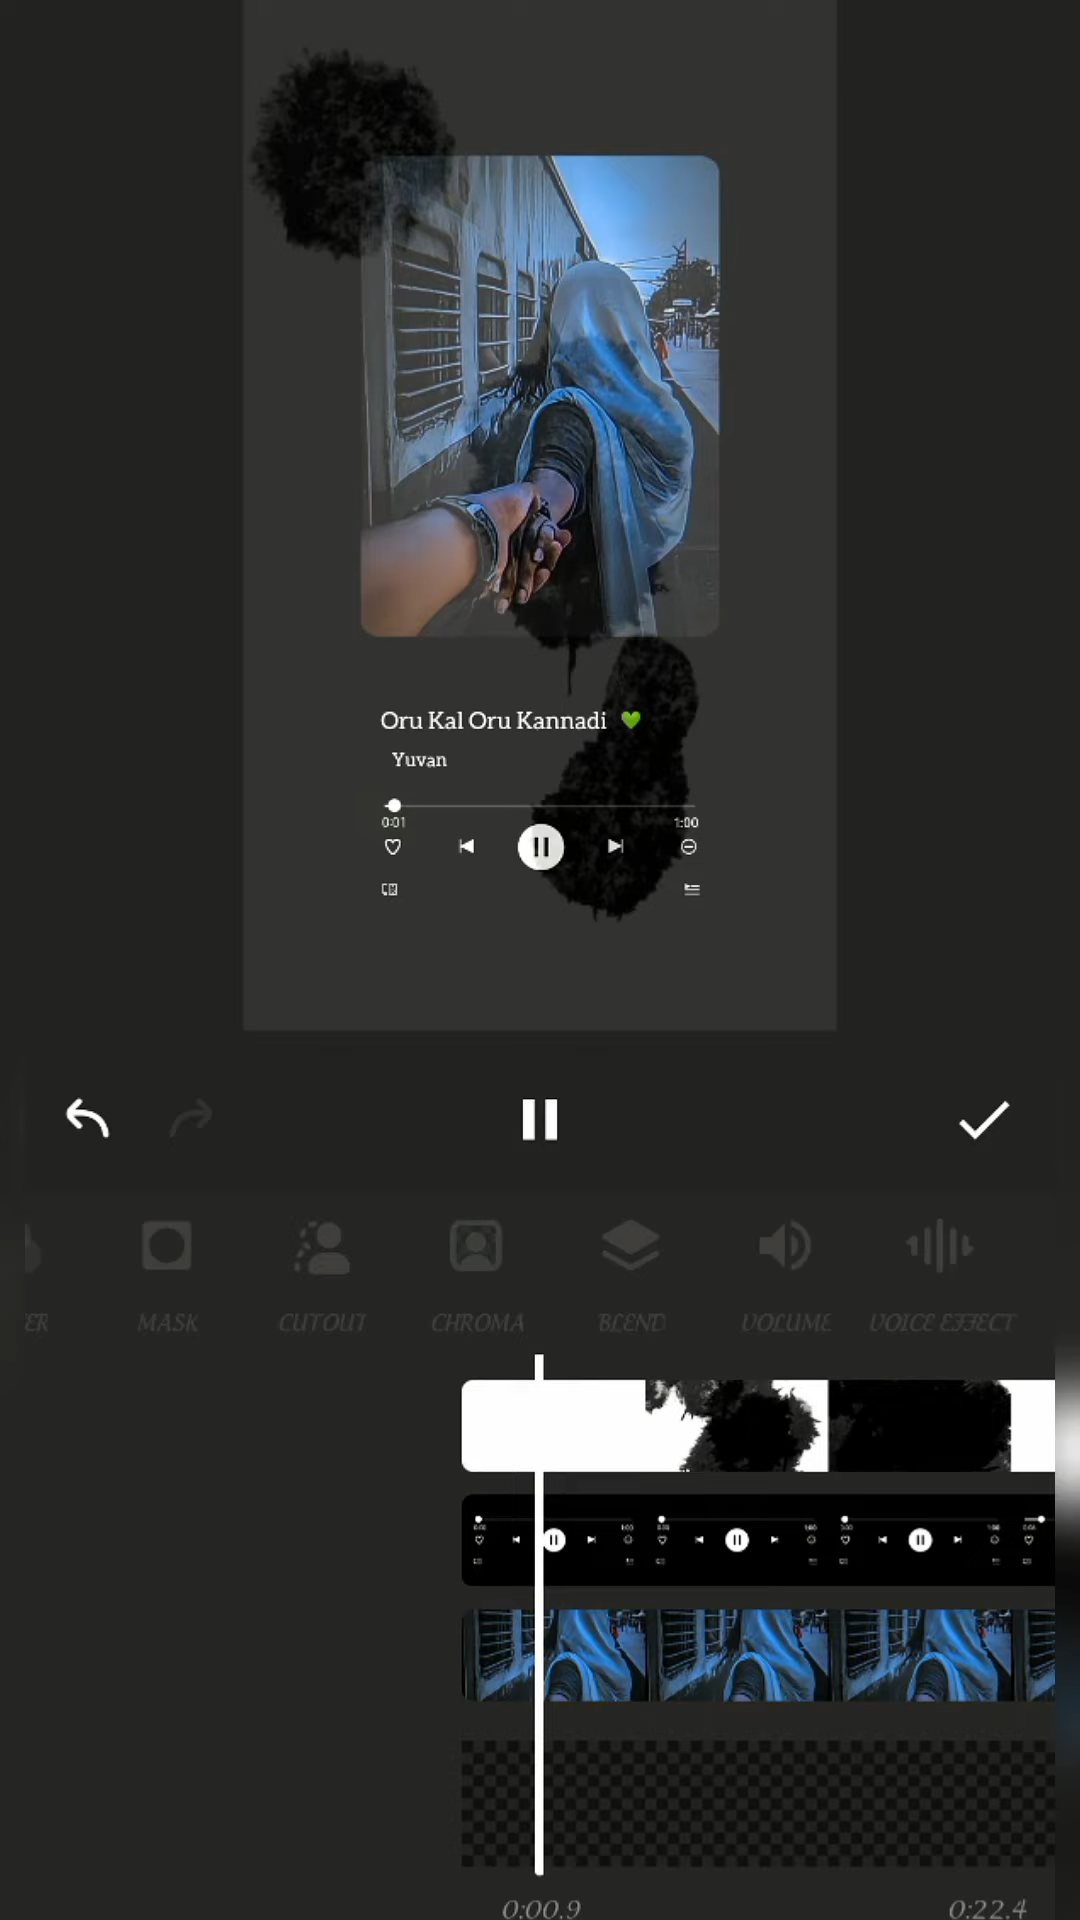 Oru Kal Oru Kannadi 💚
Yuvan
0:01 1:00
ER MASK CUTOUT CHROMA BLEND VOLUME VOICE EFFECT
0:00.9 0:22.4